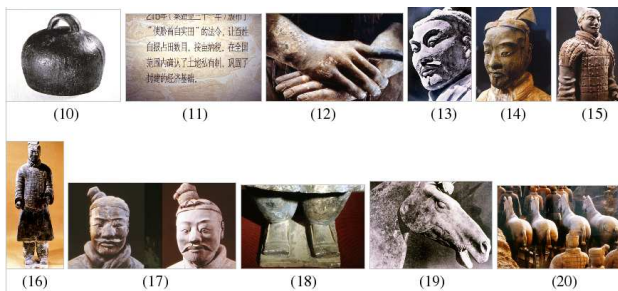 “使黔首自实田”的法令，让百姓
自报占田数目，按亩纳税，在全国
范围内确认了土地私有制，巩固了
封建的经济基础。
(10) (11) (12) (13) (14) (15)
(16) (17) (18) (19) (20)